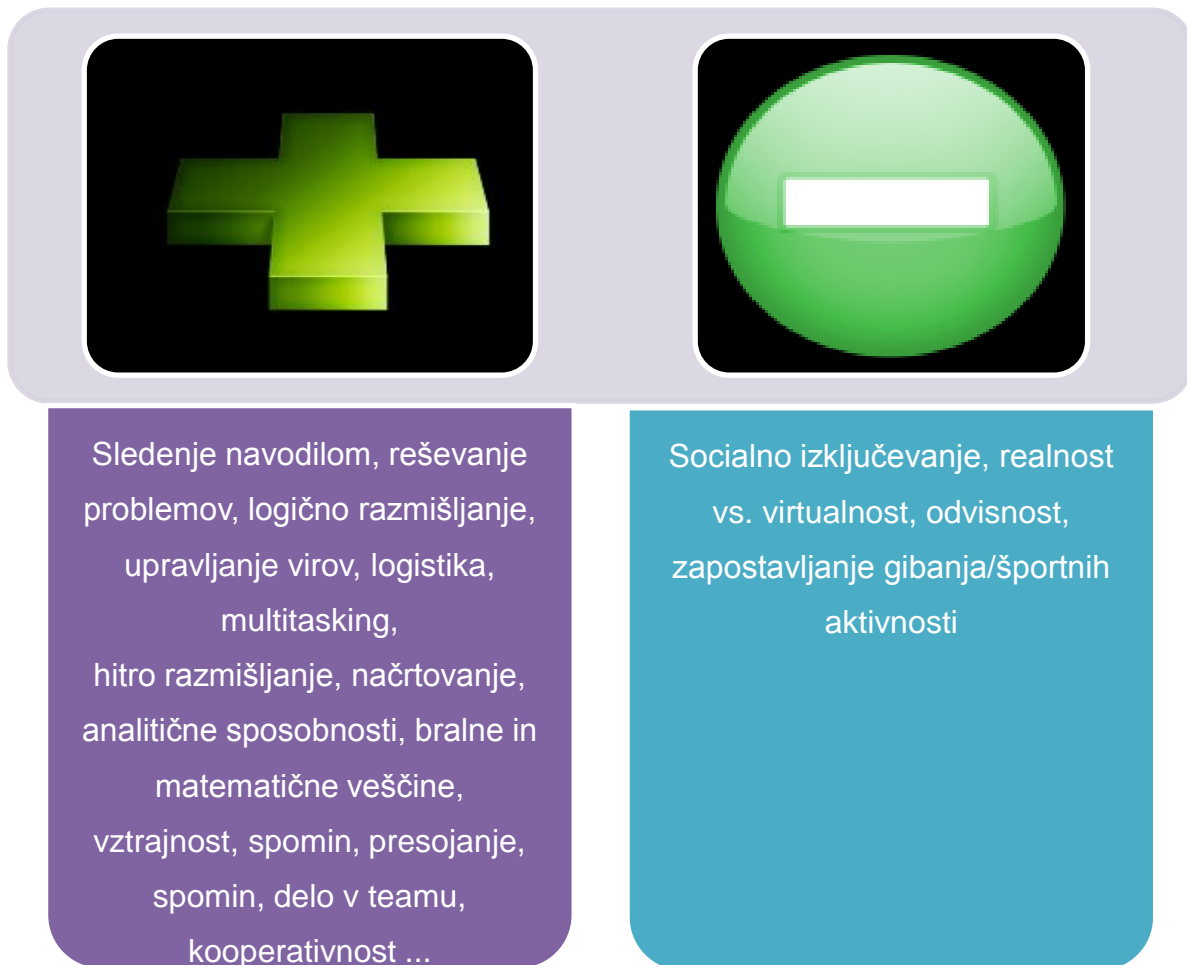 Sledenje navodilom, reševanje
problemov, logično razmišljanje,
upravljanje virov, logistika,
multitasking,
hitro razmišljanje, načrtovanje,
analitične sposobnosti, bralne in
matematične veščine,
vztrajnost, spomin, presojanje,
spomin, delo v teamu,
kooperativnost ...
Socialno izključevanje, realnost
vs. virtualnost, odvisnost,
zapostavljanje gibanja/športnih
aktivnosti